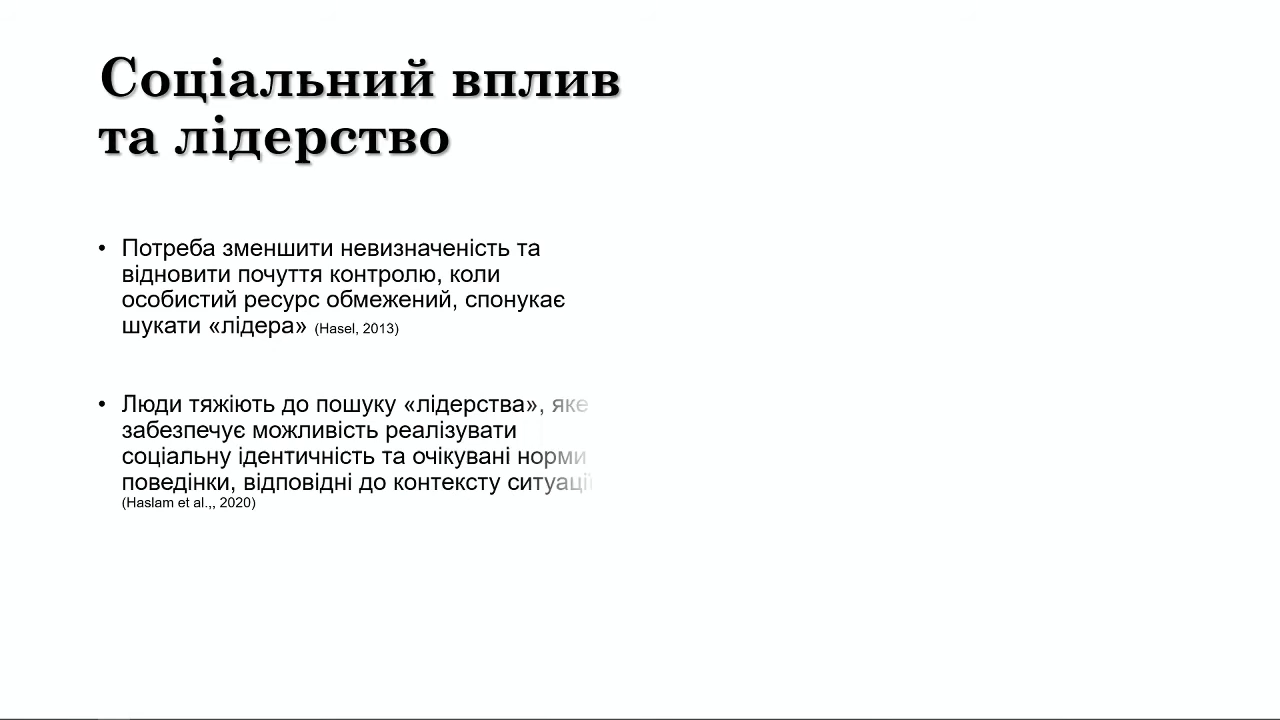 Соціальний вплив
та лідерство
• Потреба зменшити невизначеність та
відновити почуття контролю, коли
особистий ресурс обмежений, спонукає
шукати «лідера» (Hasel, 2013)
• Люди тяжіють до пошуку «лідерства», яке
забезпечує можливість реалізувати
соціальну ідентичність та очікувані норми
поведінки, відповідні до контексту ситуації
(Haslam et al.,, 2020)